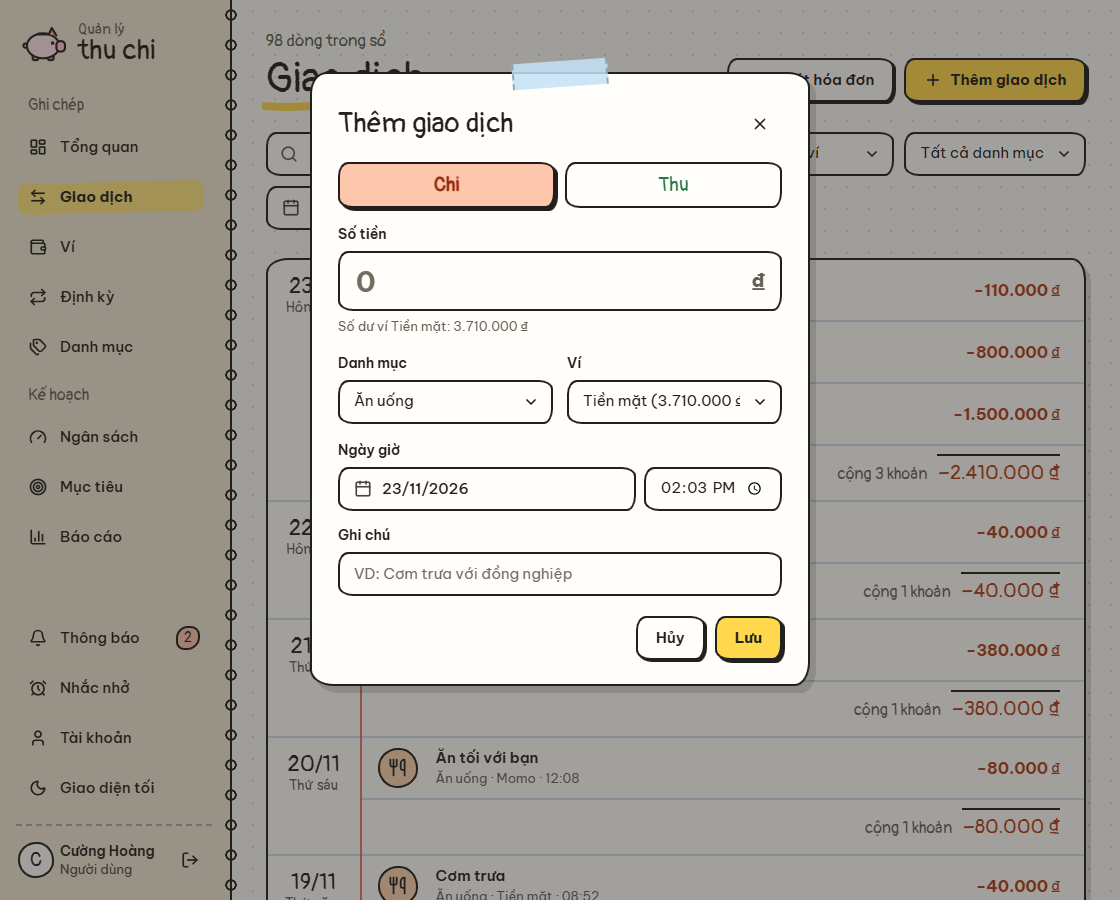 Quản lý
thu chi
Ghi chép
Tổng quan
Giao dịch
Ví
Định kỳ
Danh mục
Kế hoạch
Ngân sách
Mục tiêu
Báo cáo
Thông báo
2
Nhắc nhở
Tài khoản
Giao diện tối
C
Cường Hoàng
Người dùng
98 dòng trong sổ
Giao dịch
hóa đơn
Thêm giao dịch
ví
Tất cả danh mục
Thêm giao dịch
Chi
Thu
Số tiền
0
đ
Số dư ví Tiền mặt: 3.710.000 đ
Danh mục
Ví
Ăn uống
Tiền mặt (3.710.000
Ngày giờ
23/11/2026
02:03 PM
Ghi chú
VD: Cơm trưa với đồng nghiệp
Hủy
Lưu
23
-110.000 đ
-800.000 đ
-1.500.000 đ
cộng 3 khoản −2.410.000 đ
22
-40.000 đ
cộng 1 khoản −40.000 đ
21
-380.000 đ
cộng 1 khoản −380.000 đ
20/11
Thứ sáu
Ăn tối với bạn
Ăn uống · Momo · 12:08
-80.000 đ
cộng 1 khoản −80.000 đ
19/11
Cơm trưa
Ăn uống · Tiền mặt · 08:52
-40.000 đ